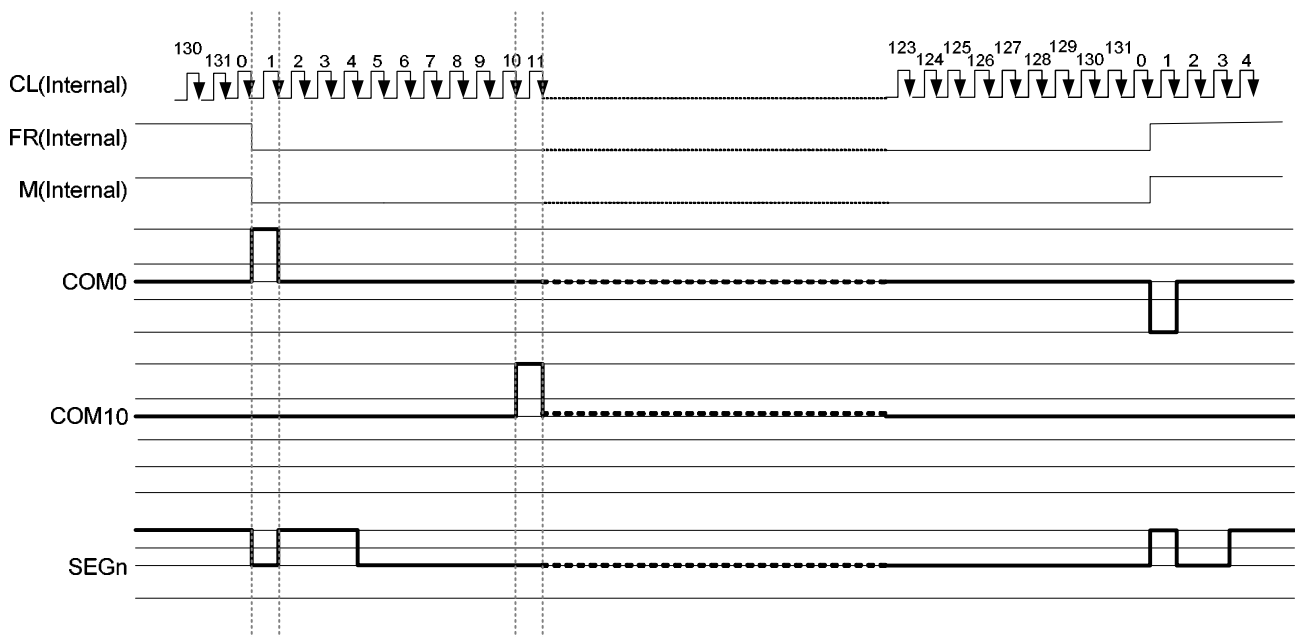 130 131 0 1 2 3 4 5 6 7 8 9 10 11 123 124 125 126 127 128 129 130 131 0 1 2 3 4
CL(Internal)
FR(Internal)
M(Internal)
COM0
COM10
SEGn